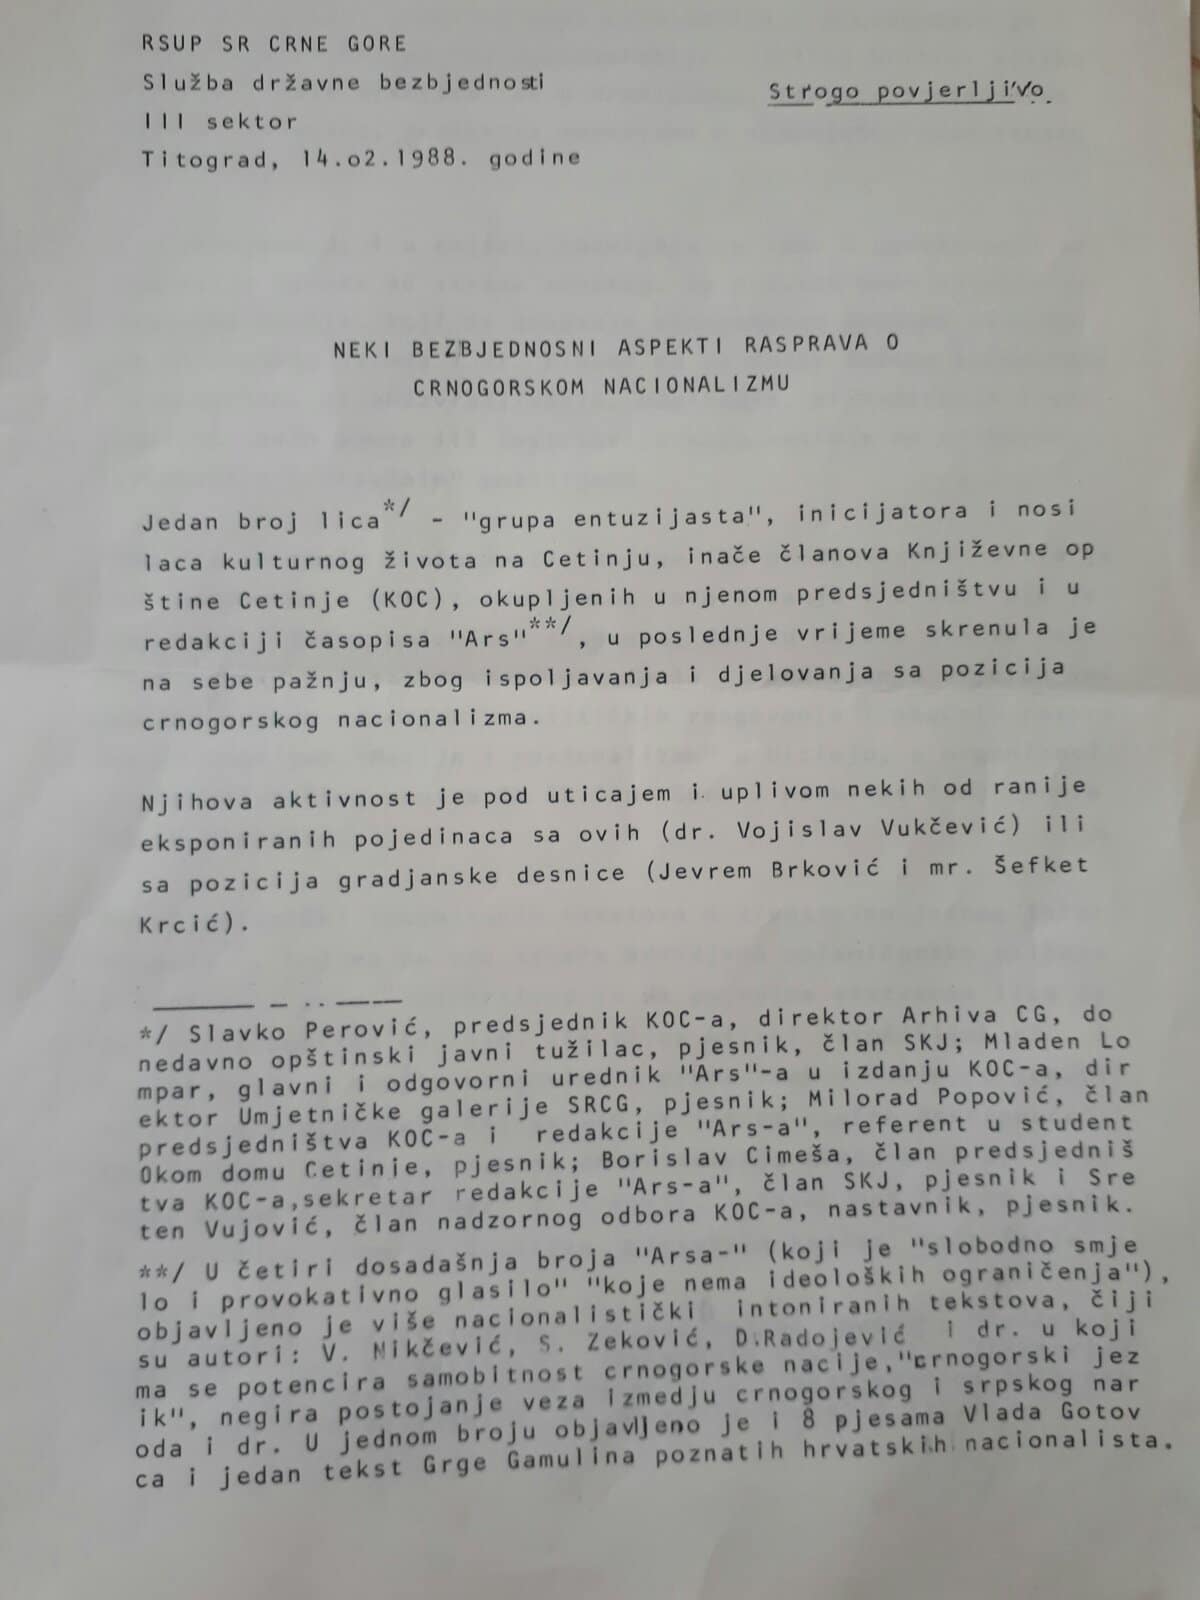 RSUP SR CRNE GORE
Služba državne bezbjednosti
Strogo povjerljivo
III sektor
Titograd, 14.o2.1988. godine
NEKI BEZBJEDNOSNI ASPEKTI RASPRAVA O
CRNOGORSKOM NACIONALIZMU
Jedan broj lica*/ - "grupa entuzijasta", inicijatora i nosi
laca kulturnog života na Cetinju, inače članova Književne op
štine Cetinje (KOC), okupljenih u njenom predsjedništvu i u
redakciji časopisa "Ars"**/, u poslednje vrijeme skrenula je
na sebe pažnju, zbog ispoljavanja i djelovanja sa pozicija
crnogorskog nacionalizma.
Njihova aktivnost je pod uticajem i uplivom nekih od ranije
eksponiranih pojedinaca sa ovih (dr. Vojislav Vukčević) ili
sa pozicija gradjanske desnice (Jevrem Brković i mr. Šefket
Krcić).
*/ Slavko Perović, predsjednik KOC-a, direktor Arhiva CG, do
nedavno opštinski javni tužilac, pjesnik, član SKJ; Mladen Lo
mpar, glavni i odgovorni urednik "Ars"-a u izdanju KOC-a, dir
ektor Umjetničke galerije SRCG, pjesnik; Milorad Popović, član
predsjedništva KOC-a i redakcije "Ars-a", referent u student
Okom domu Cetinje, pjesnik; Borislav Cimeša, član predsjedniš
tva KOC-a,sekretar redakcije "Ars-a", član SKJ, pjesnik i Sre
ten Vujović, član nadzornog odbora KOC-a, nastavnik, pjesnik.
**/ U četiri dosadašnja broja "Arsa-" (koji je "slobodno smje
lo i provokativno glasilo" "koje nema ideoloških ograničenja"),
objavljeno je više nacionalistički intoniranih tekstova, čiji
su autori: V. Nikčević, S. Zeković, D.Radojević i dr. u koji
ma se potencira samobitnost crnogorske nacije,"crnogorski jez
ik", negira postojanje veza izmedju crnogorskog i srpskog nar
oda i dr. U jednom broju objavljeno je i 8 pjesama Vlada Gotov
ca i jedan tekst Grge Gamulina poznatih hrvatskih nacionalista.